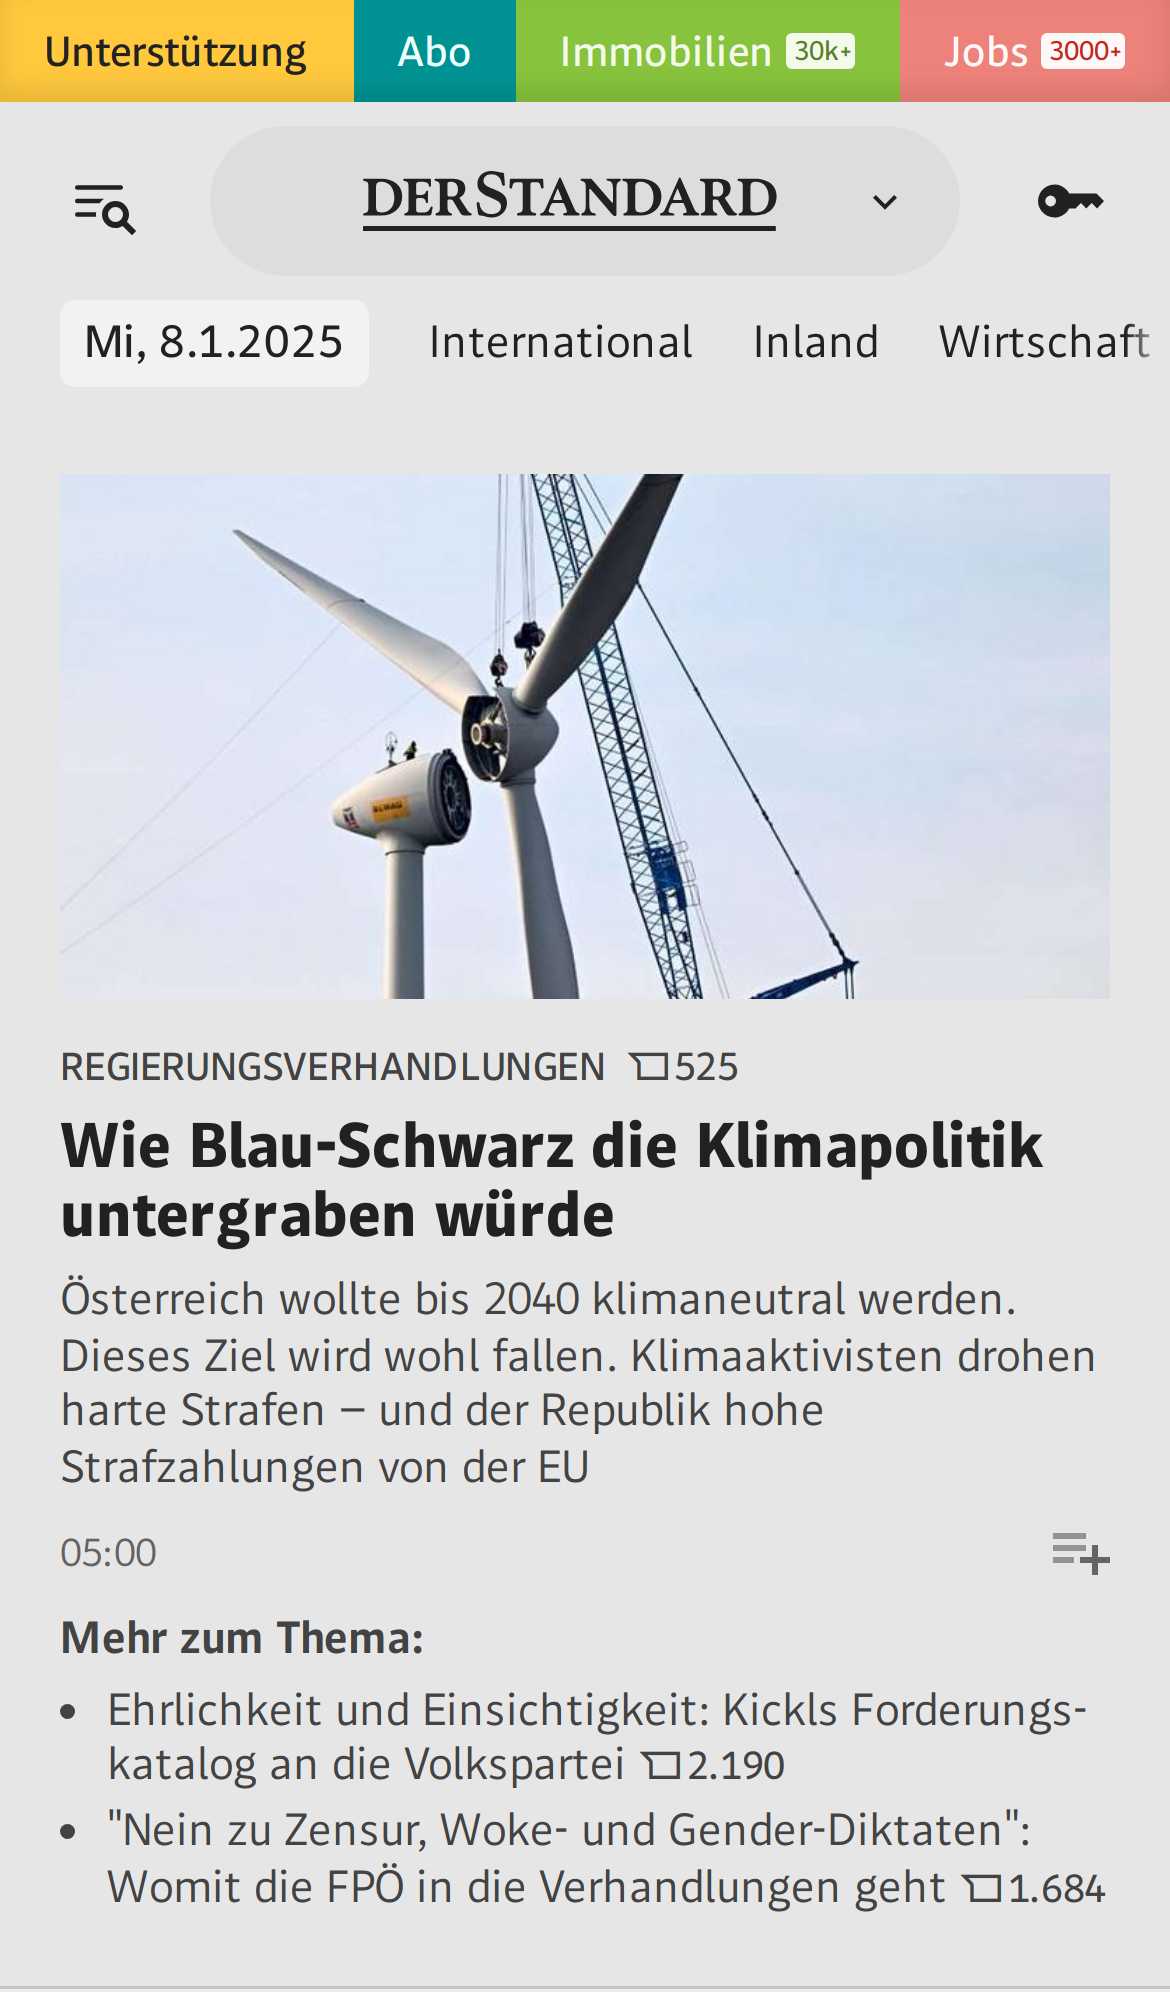 Unterstützung Abo Immobilien 30k+ Jobs 3000+
DERSTANDARD
Mi, 8.1.2025 International Inland Wirtschaft
REGIERUNGSVERHANDLUNGEN 525
Wie Blau-Schwarz die Klimapolitik
untergraben würde
Österreich wollte bis 2040 klimaneutral werden.
Dieses Ziel wird wohl fallen. Klimaaktivisten drohen
harte Strafen – und der Republik hohe
Strafzahlungen von der EU
05:00
Mehr zum Thema:
• Ehrlichkeit und Einsichtigkeit: Kickls Forderungs-
katalog an die Volkspartei 2.190
• "Nein zu Zensur, Woke- und Gender-Diktaten":
Womit die FPÖ in die Verhandlungen geht 1.684